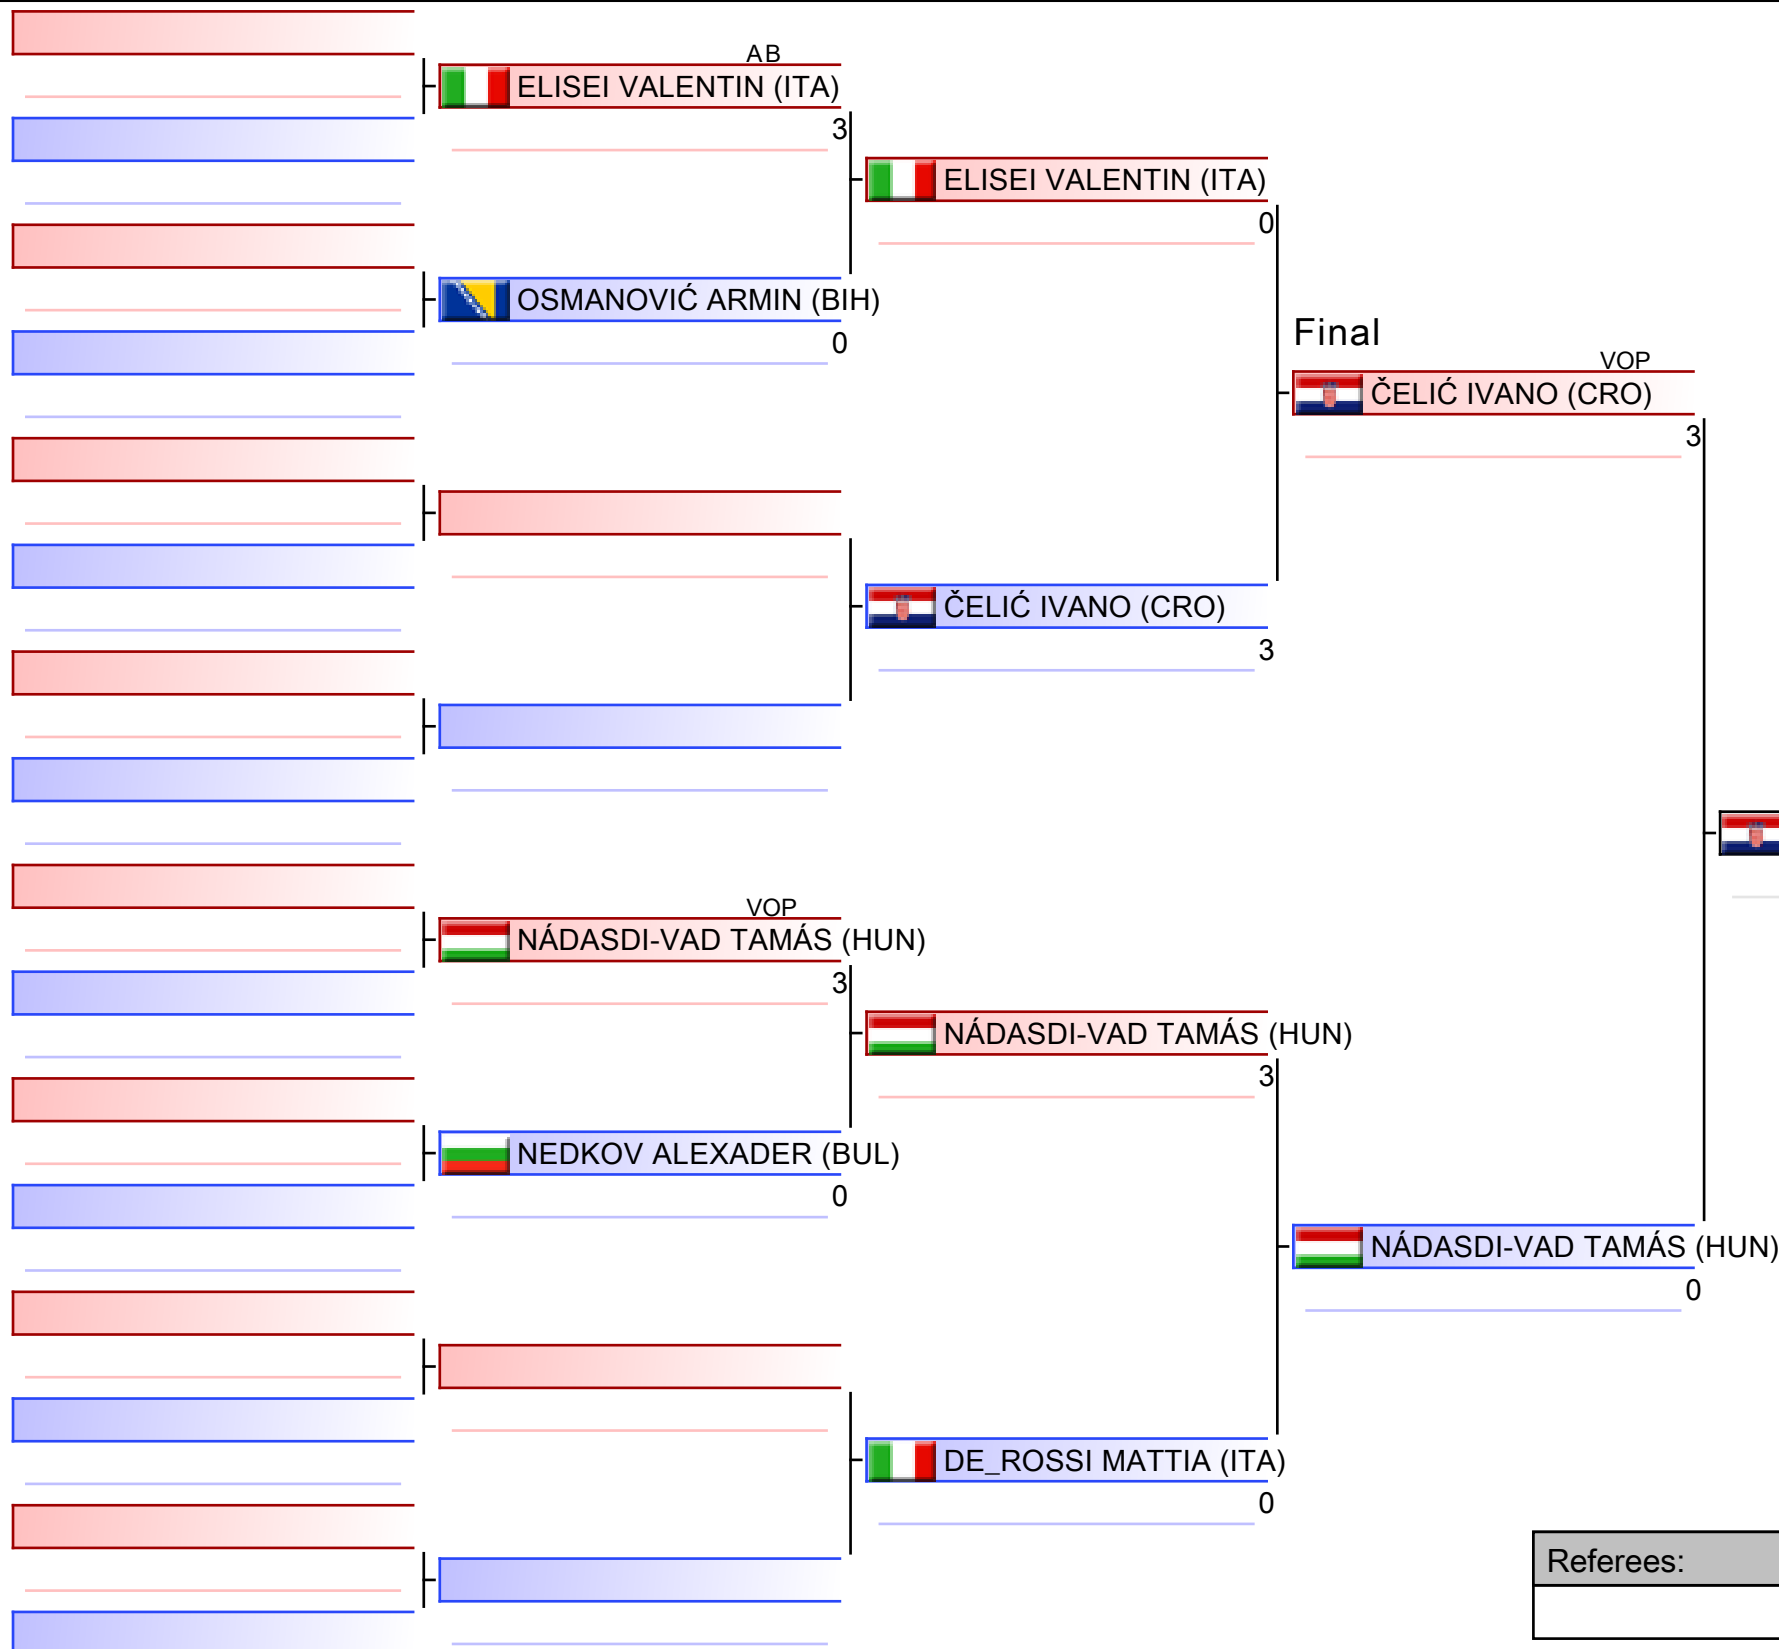 AB
ELISEI VALENTIN (ITA)
3
ELISEI VALENTIN (ITA)
0
OSMANOVIĆ ARMIN (BIH)
0
Final
VOP
ČELIĆ IVANO (CRO)
3
ČELIĆ IVANO (CRO)
3
VOP
NÁDASDI-VAD TAMÁS (HUN)
3
NÁDASDI-VAD TAMÁS (HUN)
3
NEDKOV ALEXADER (BUL)
0
NÁDASDI-VAD TAMÁS (HUN)
0
DE_ROSSI MATTIA (ITA)
0
Referees: